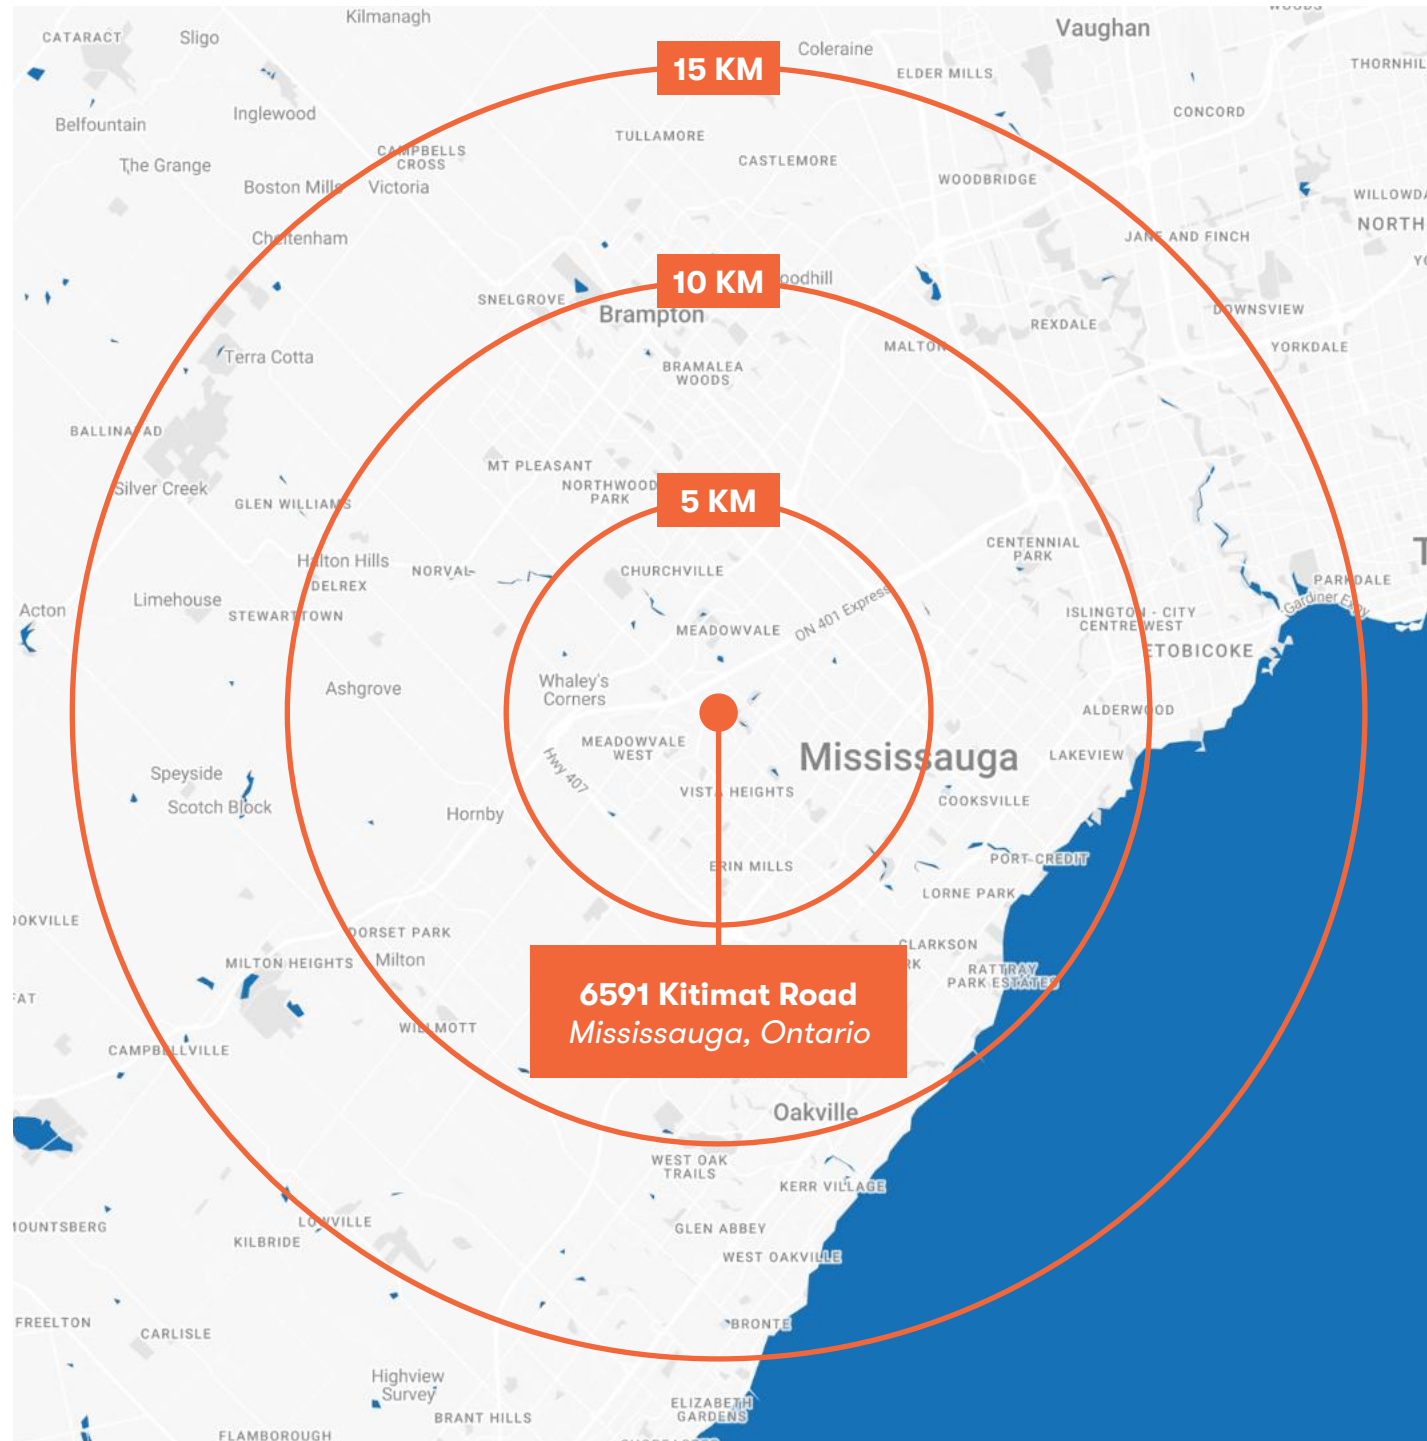 Kilmanagh
CATARACT
Sligo
Vaughan
Coleraine
15 KM
ELDER MILLS
THORNHIL
Inglewood
CONCORD
Belfountain
TULLAMORE
CAMPBELLS
CROSS
CASTLEMORE
The Grange
WOODBRIDGE
Boston Mills
Victoria
WILLOWDA
NORTH
Cheltenham
JANE AND FINCH
10 KM
oodhill
SNELGROVE
Brampton
DOWNSVIEW
REXDALE
MALTON
YORKDALE
Terra Cotta
BRAMALEA
WOODS
BALLINAFAD
MT PLEASANT
Silver Creek
NORTHWOOD
PARK
GLEN WILLIAMS
5 KM
CENTENNIAL
PARK
Halton Hills
NORVAL
CHURCHVILLE
DELREX
PARKDALE
Gardiner Expy
Limehouse
Acton
STEWARTTOWN
ON 401 Express
ISLINGTON - CITY
CENTRE WEST
MEADOWVALE
ETOBICOKE
Whaley's
Corners
Ashgrove
ALDERWOOD
MEADOWVALE
WEST
Mississauga
LAKEVIEW
Hwy 407
Speyside
VISTA HEIGHTS
COOKSVILLE
Scotch Block
Hornby
ERIN MILLS
PORT CREDIT
LORNE PARK
OOKVILLE
DORSET PARK
CLARKSON
MILTON HEIGHTS
Milton
RK
RATTRAY
PARK ESTATES
FAT
6591 Kitimat Road
Mississauga, Ontario
WILLMOTT
CAMPBELLVILLE
Oakville
WEST OAK
TRAILS
KERR VILLAGE
MOUNTSBERG
LOWVILLE
GLEN ABBEY
KILBRIDE
WEST OAKVILLE
FREELTON
CARLISLE
BRONTE
Highview
Survey
ELIZABETH
GARDENS
BRANT HILLS
FLAMBOROUGH